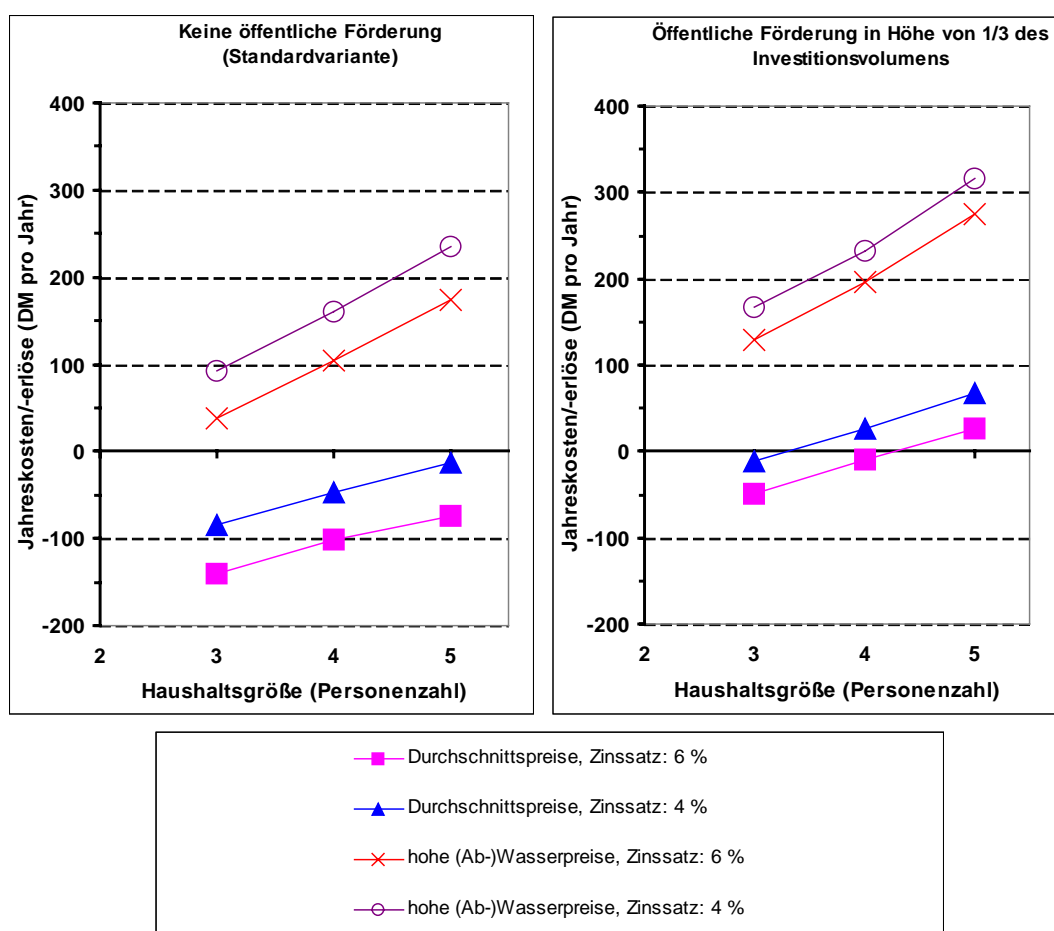 Keine öffentliche Förderung
(Standardvariante)
400
300
200
100
0
-100
-200
2
3
4
5
Jahreskosten/-erlöse (DM pro Jahr)
Haushaltsgröße (Personenzahl)
Öffentliche Förderung in Höhe von 1/3 des
Investitionsvolumens
400
300
200
100
0
-100
-200
2
3
4
5
Jahreskosten/-erlöse (DM pro Jahr)
Haushaltsgröße (Personenzahl)
Durchschnittspreise, Zinssatz: 6 %
Durchschnittspreise, Zinssatz: 4 %
hohe (Ab-)Wasserpreise, Zinssatz: 6 %
hohe (Ab-)Wasserpreise, Zinssatz: 4 %